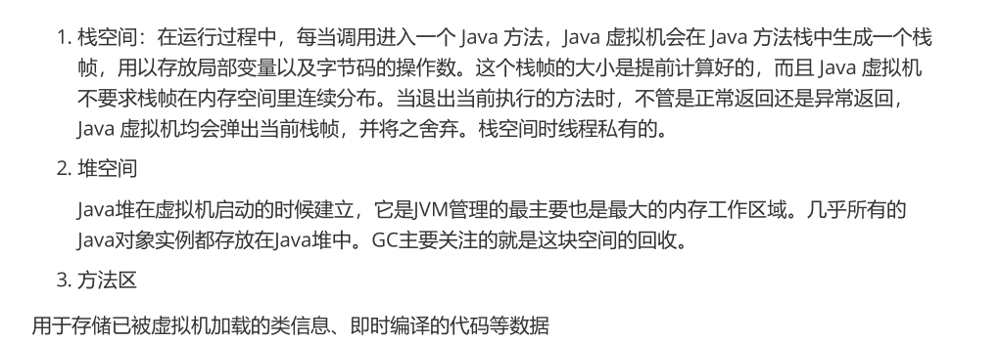 1. 栈空间：在运行过程中，每当调用进入一个 Java 方法，Java 虚拟机会在 Java 方法栈中生成一个栈
帧，用以存放局部变量以及字节码的操作数。这个栈帧的大小是提前计算好的，而且 Java 虚拟机
不要求栈帧在内存空间里连续分布。当退出当前执行的方法时，不管是正常返回还是异常返回，
Java 虚拟机均会弹出当前栈帧，并将之舍弃。栈空间时线程私有的。
2. 堆空间
Java堆在虚拟机启动的时候建立，它是JVM管理的最主要也是最大的内存工作区域。几乎所有的
Java对象实例都存放在Java堆中。GC主要关注的就是这块空间的回收。
3. 方法区
用于存储已被虚拟机加载的类信息、即时编译的代码等数据